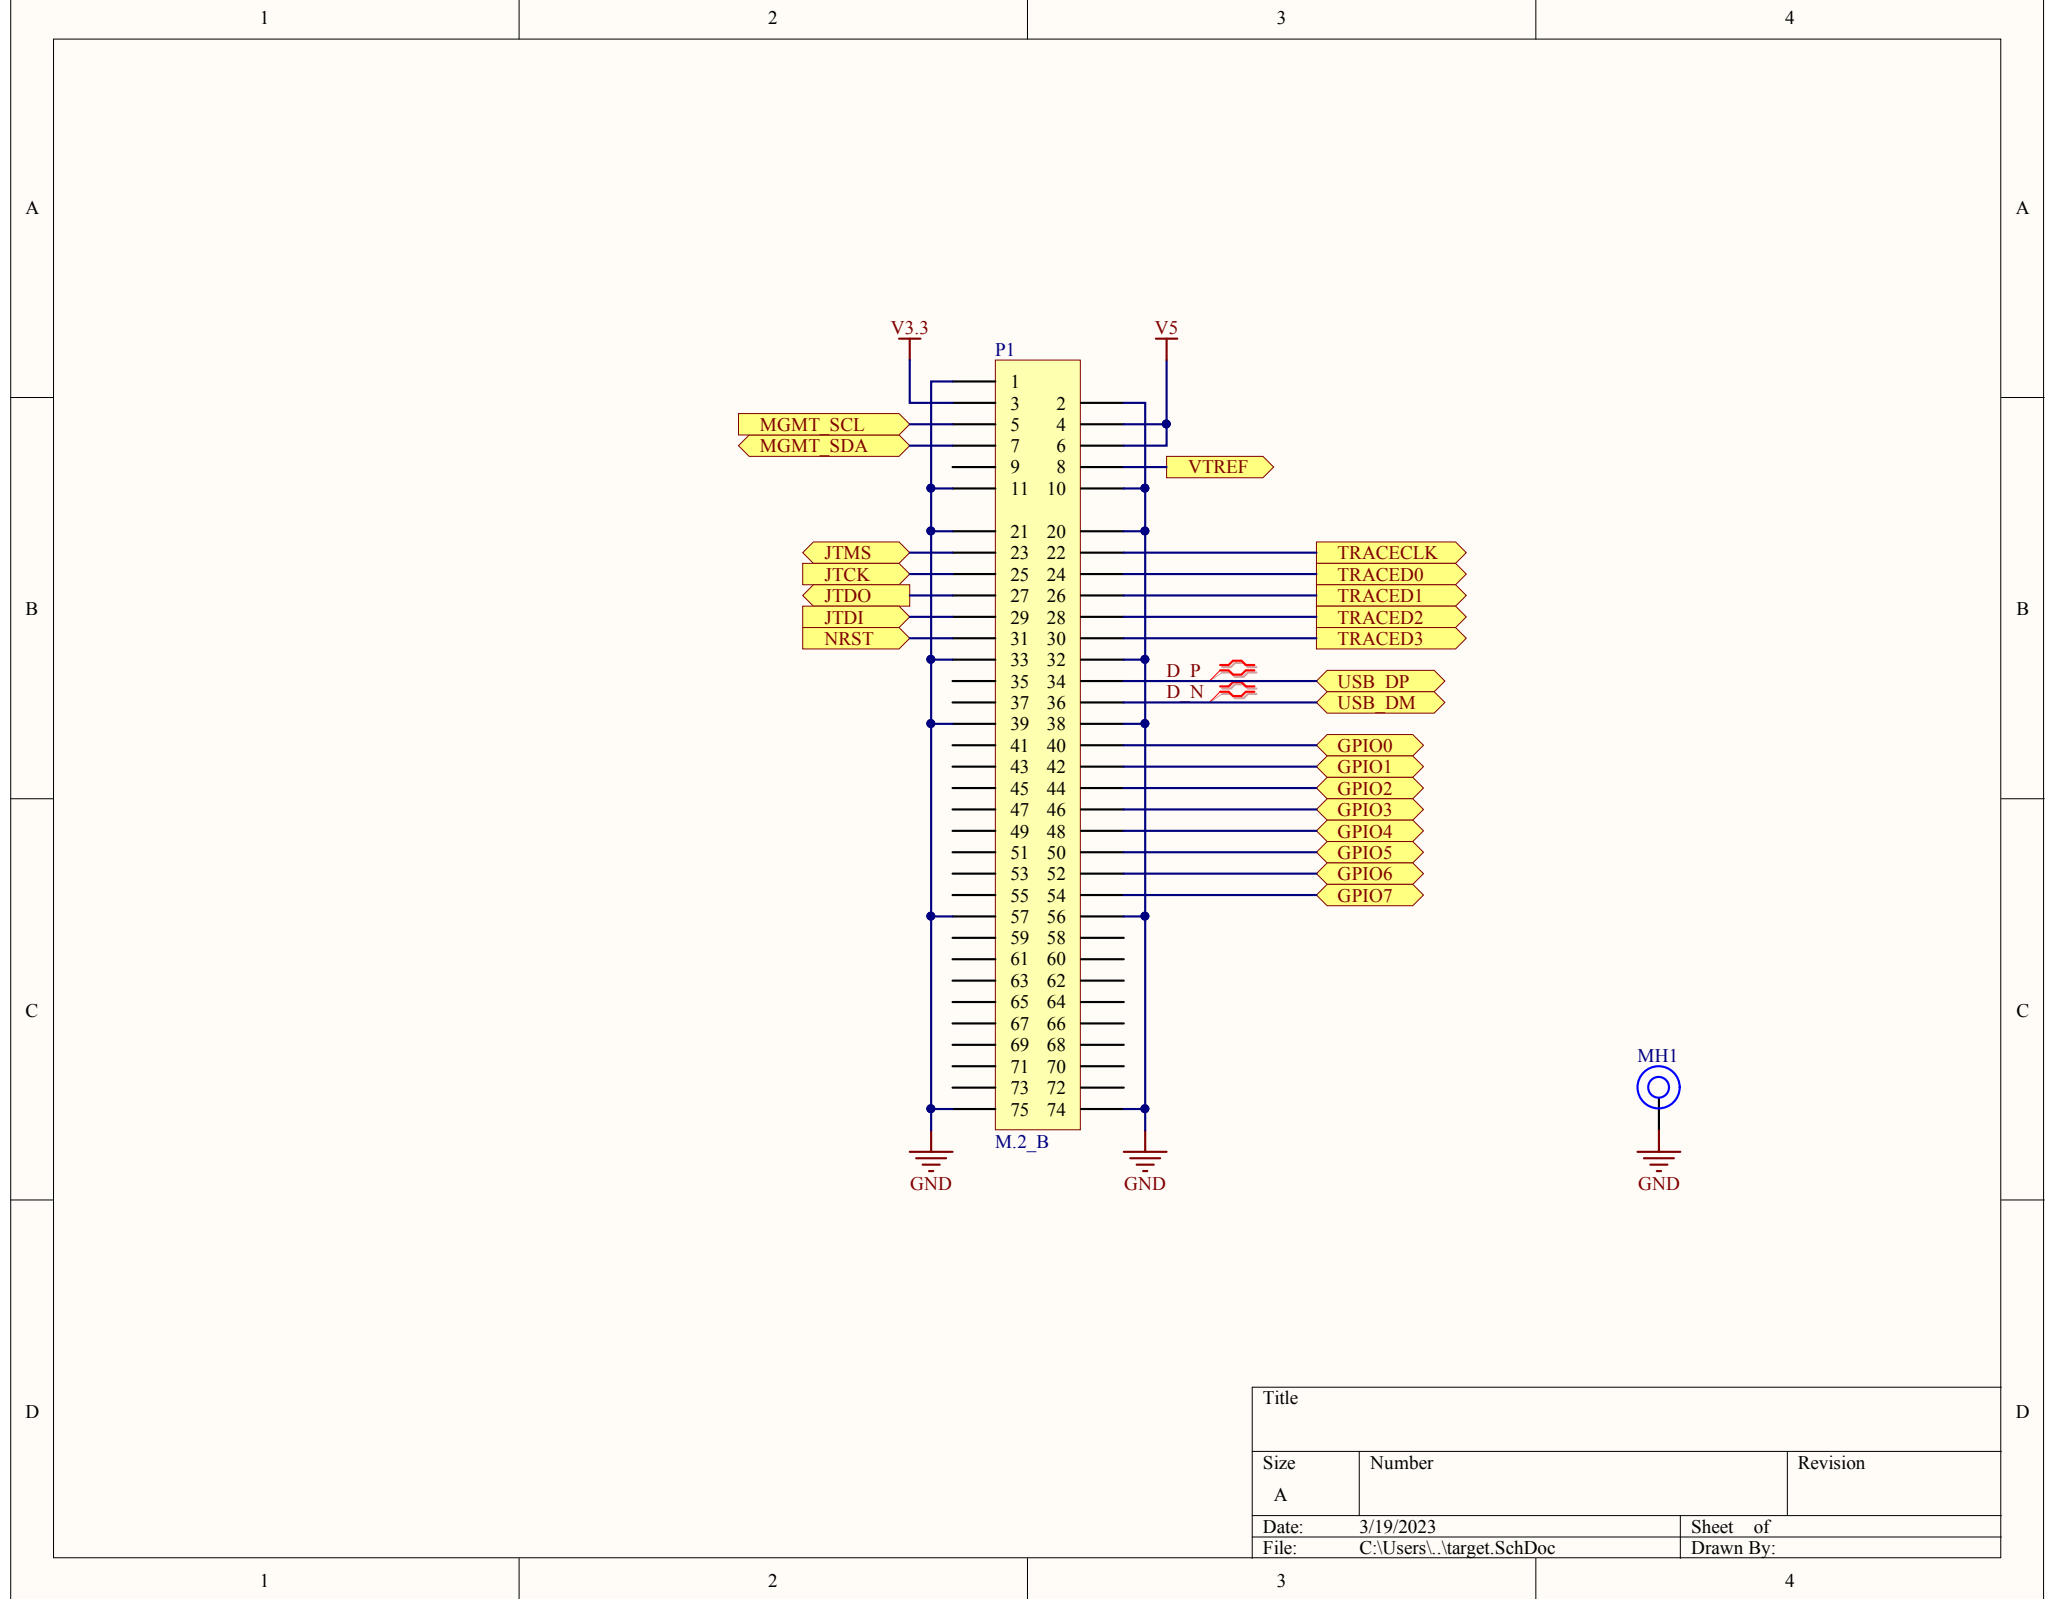 1 2 3 4
A A
V3.3 V5
P1
1
3 2
MGMT_SCL 5 4
MGMT_SDA 7 6
9 8 VTREF
11 10
21 20
JTMS 23 22 TRACECLK
JTCK 25 24 TRACED0
JTDO 27 26 TRACED1
B B
JTDI 29 28 TRACED2
NRST 31 30 TRACED3
33 32
D_P
35 34 USB_DP
D_N
37 36 USB_DM
39 38
41 40 GPIO0
43 42 GPIO1
45 44 GPIO2
47 46 GPIO3
49 48 GPIO4
51 50 GPIO5
53 52 GPIO6
55 54 GPIO7
57 56
59 58
61 60
63 62
65 64
C C
67 66
69 68
MH1
71 70
73 72
75 74
M.2_B
GND GND GND
Title
D D
Size Number Revision
A
Date: 3/19/2023 Sheet of
File: C:\Users\..\target.SchDoc Drawn By:
1 2 3 4